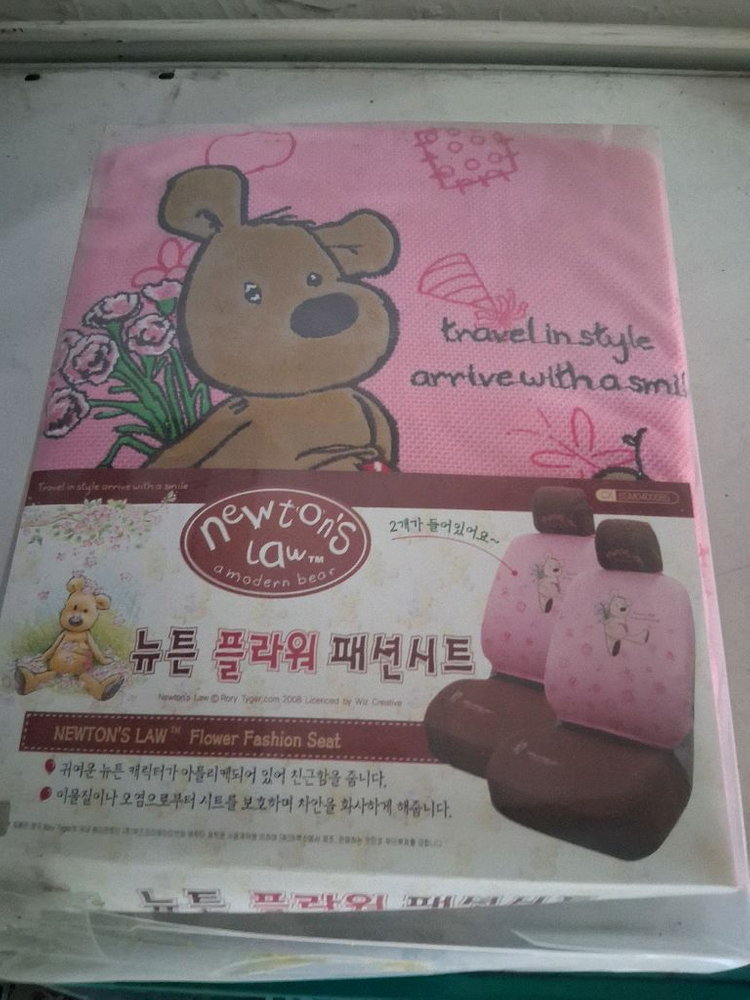 travel in style
arrive with a smil
Travel in style arrive with a smile
newton's
law™
a modern bear
2개가 들어있어요~
뉴튼 플라워 패션시트
Newton's Law © Rory Tyger.com 2008 Licenced by Wiz Creative
NEWTON'S LAW™ Flower Fashion Seat
귀여운 뉴튼 캐릭터가 아플리케되어 있어 친근함을 줍니다.
이물질이나 오염으로부터 시트를 보호하며 차안을 화사하게 해줍니다.
뉴튼 플라워 패션시트